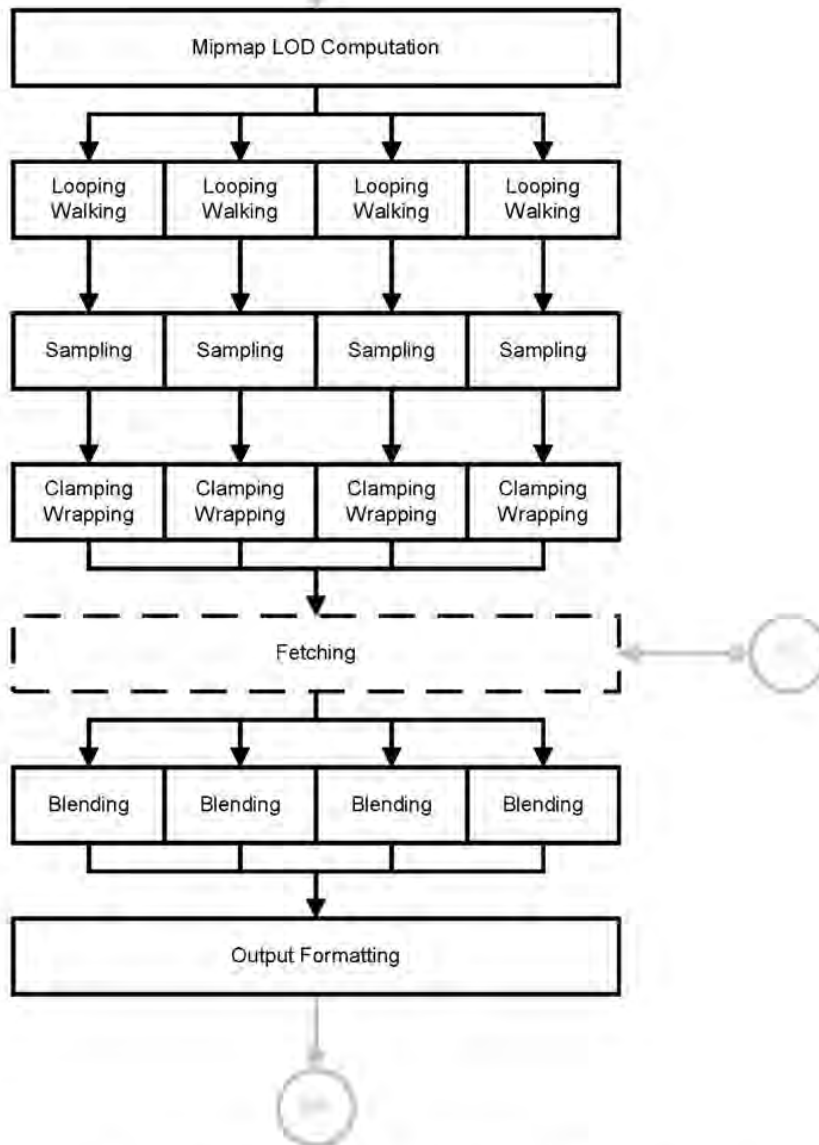 Mipmap LOD Computation
Looping
Walking
Looping
Walking
Looping
Walking
Looping
Walking
Sampling
Sampling
Sampling
Sampling
Clamping
Wrapping
Clamping
Wrapping
Clamping
Wrapping
Clamping
Wrapping
Fetching
Blending
Blending
Blending
Blending
Output Formatting